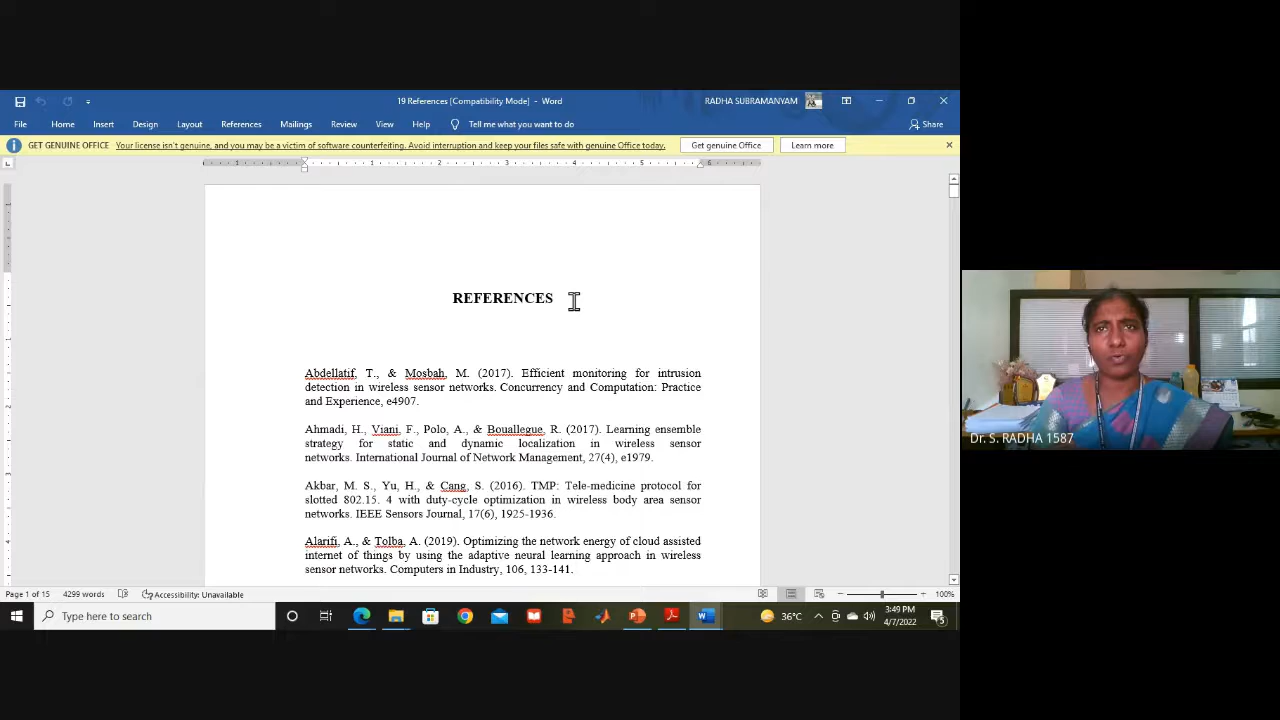 19 References [Compatibility Mode] - Word
RADHA SUBRAMANYAM
File Home Insert Design Layout References Mailings Review View Help Tell me what you want to do Share
GET GENUINE OFFICE Your license isn't genuine, and you may be a victim of software counterfeiting. Avoid interruption and keep your files safe with genuine Office today. Get genuine Office Learn more
1 1 2 3 4 5 6
REFERENCES
Abdellatif, T., & Mosbah, M. (2017). Efficient monitoring for intrusion
detection in wireless sensor networks. Concurrency and Computation: Practice
and Experience, e4907.
Ahmadi, H., Viani, F., Polo, A., & Bouallegue, R. (2017). Learning ensemble
strategy for static and dynamic localization in wireless sensor
networks. International Journal of Network Management, 27(4), e1979.
Akbar, M. S., Yu, H., & Cang, S. (2016). TMP: Tele-medicine protocol for
slotted 802.15. 4 with duty-cycle optimization in wireless body area sensor
networks. IEEE Sensors Journal, 17(6), 1925-1936.
Alarifi, A., & Tolba, A. (2019). Optimizing the network energy of cloud assisted
internet of things by using the adaptive neural learning approach in wireless
sensor networks. Computers in Industry, 106, 133-141.
Dr. S. RADHA 1587
Page 1 of 15 4299 words Accessibility: Unavailable 100%
Type here to search
36°C
3:49 PM
4/7/2022
5